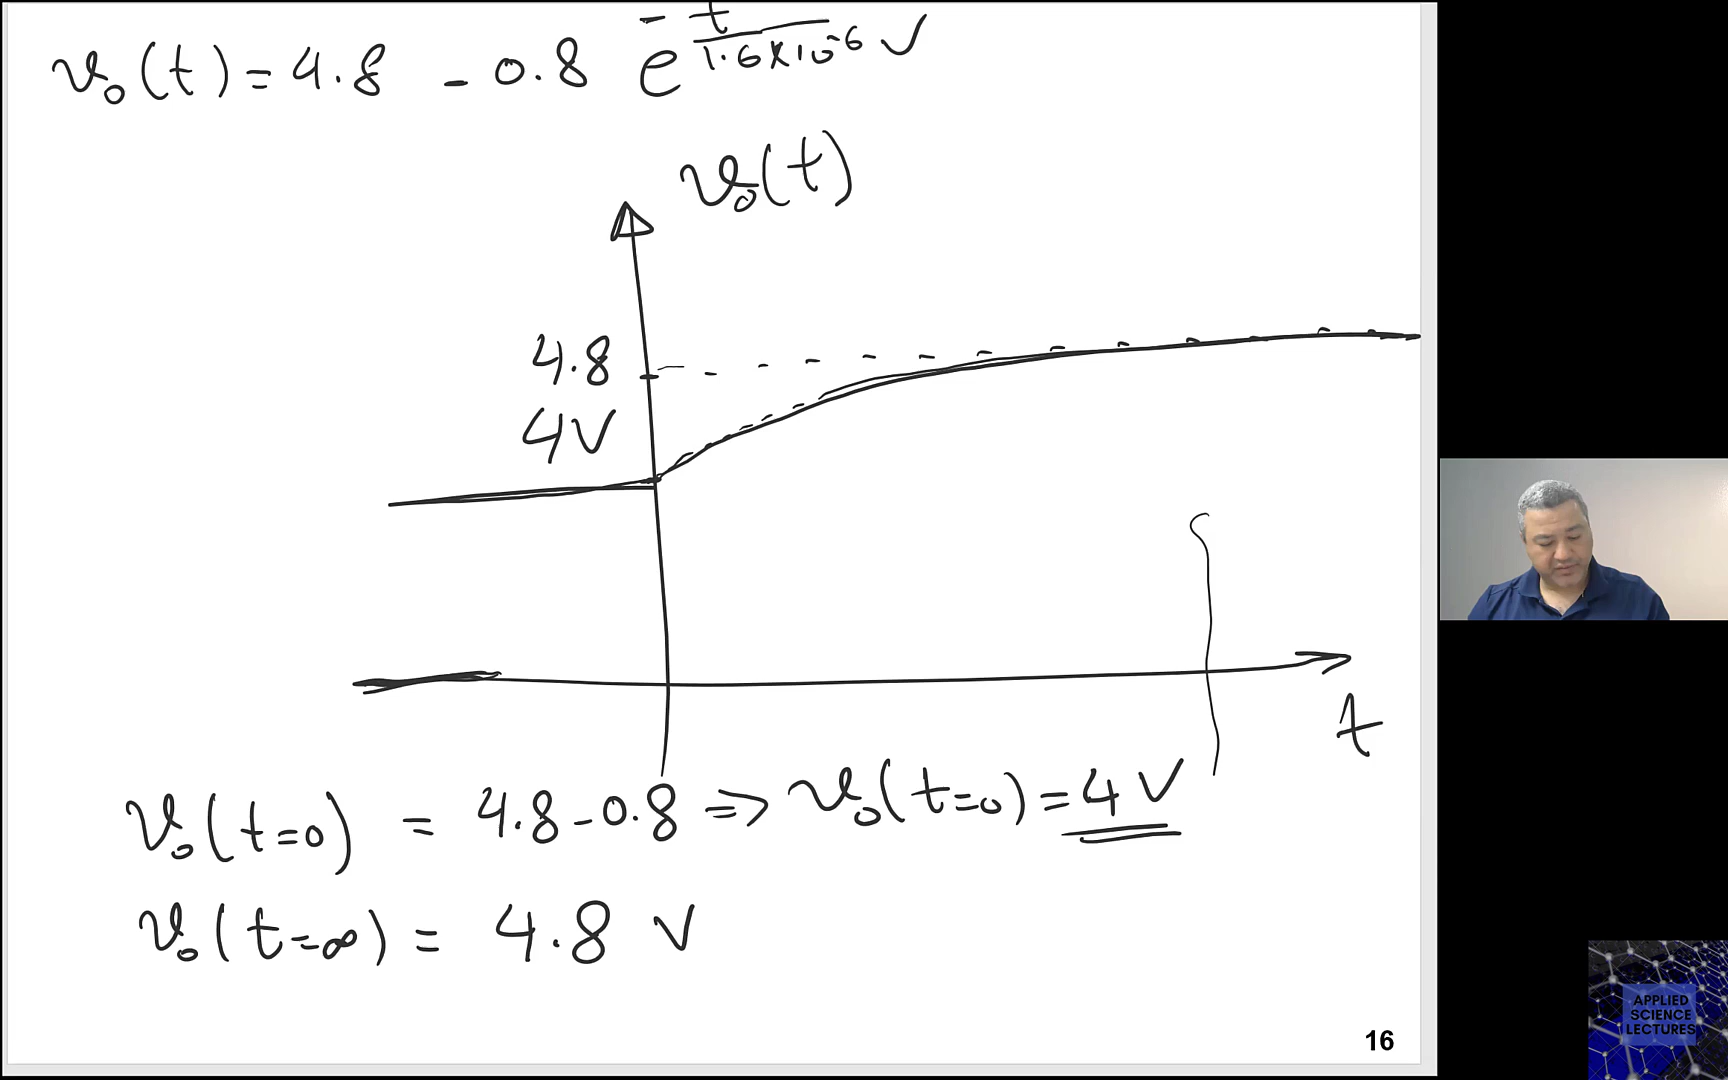 v₀(t) = 4.8 - 0.8 e^(-t/1.6×10^-6) V
v₀(t)
4.8
4V
t
v₀(t=0) = 4.8-0.8 => v₀(t=0) = 4V
v₀(t=∞) = 4.8 V
16
APPLIED
SCIENCE
LECTURES